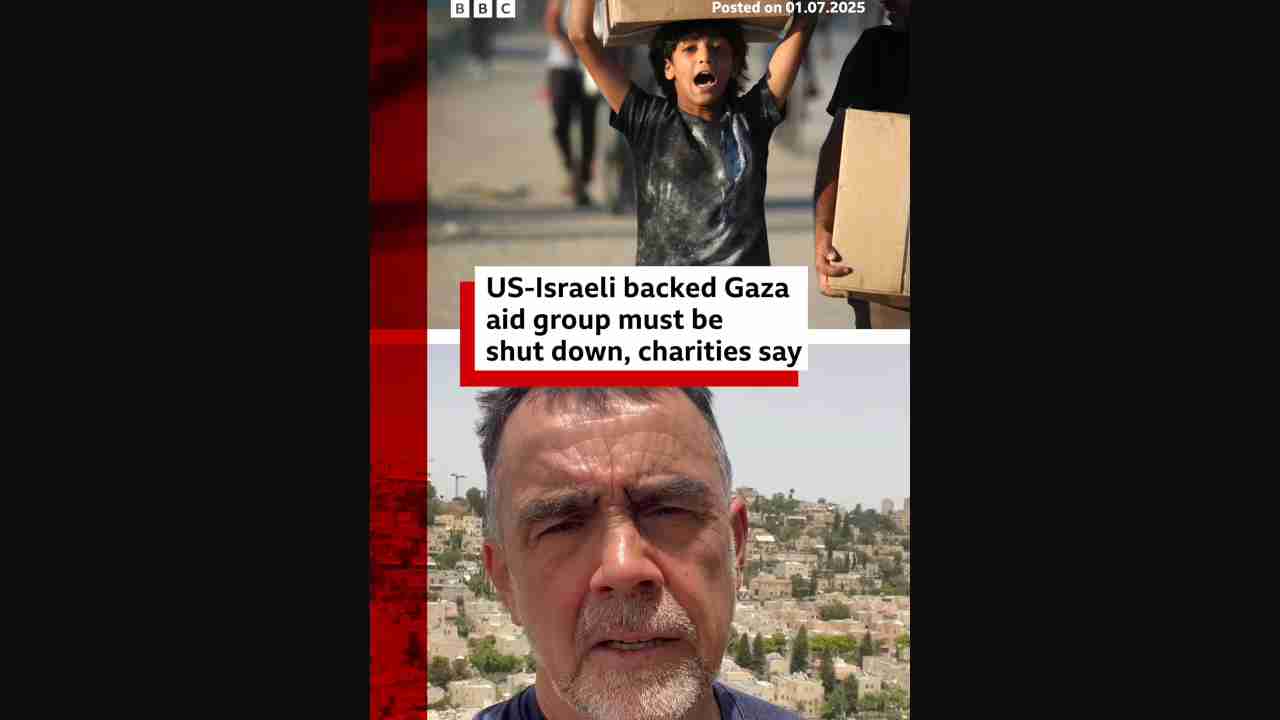 BBC
Posted on 01.07.2025
US-Israeli backed Gaza
aid group must be
shut down, charities say